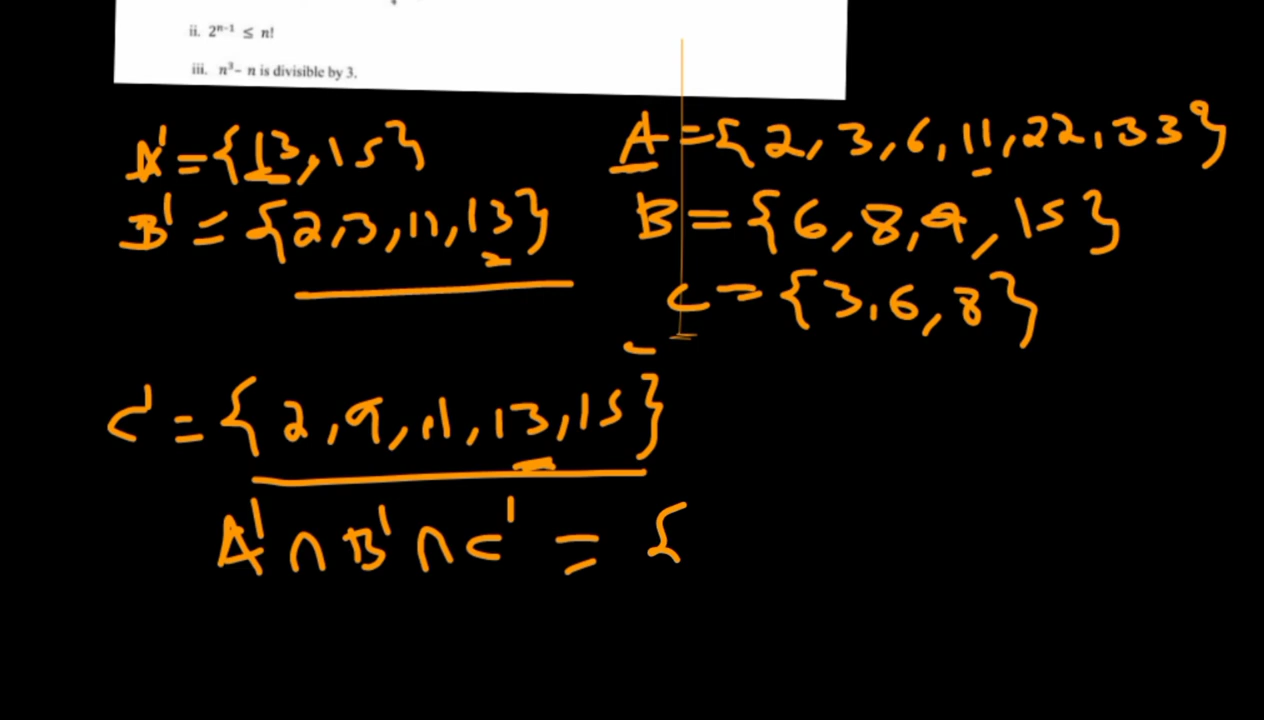 ii. 2ⁿ⁻¹ ≤ n!
iii. n³– n is divisible by 3.
A' = {13, 15}
B' = {2, 3, 11, 13}
A = {2, 3, 6, 11, 22, 33}
B = {6, 8, 9, 15}
C = {3, 6, 8}
C' = {2, 9, 11, 13, 15}
A' ∩ B' ∩ C' = {